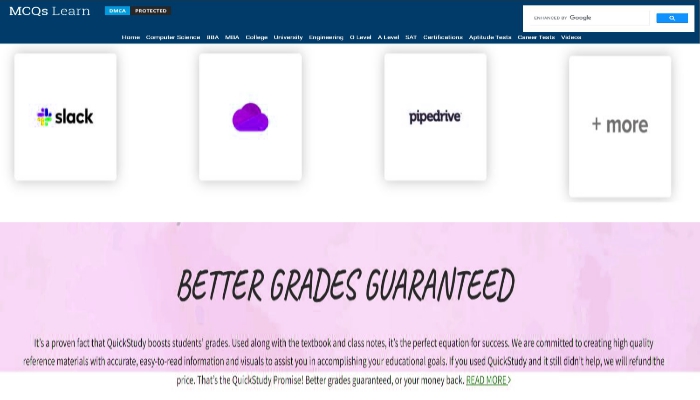 MCQs Learn DMCA PROTECTED
ENHANCED BY Google
Home Computer Science BBA MBA College University Engineering O Level A Level SAT Certifications Aptitude Tests Career Tests Videos
slack
pipedrive
+ more
BETTER GRADES GUARANTEED
It's a proven fact that QuickStudy boosts students' grades. Used along with the textbook and class notes, it's the perfect equation for success. We are committed to creating high quality
reference materials with accurate, easy-to-read information and visuals to assist you in accomplishing your educational goals. If you used QuickStudy and it still didn't help, we will refund the
price. That's the QuickStudy Promise! Better grades guaranteed, or your money back. READ MORE